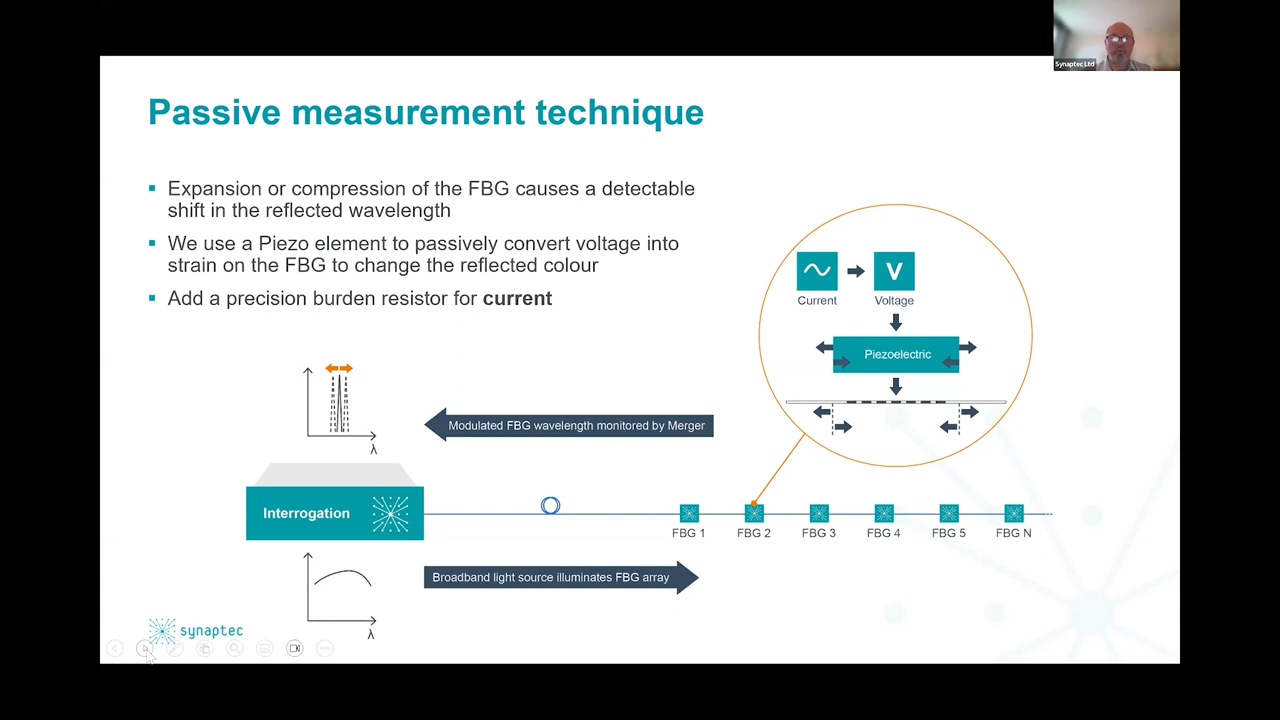 Synaptec Ltd
Passive measurement technique
Expansion or compression of the FBG causes a detectable
shift in the reflected wavelength
We use a Piezo element to passively convert voltage into
strain on the FBG to change the reflected colour
Add a precision burden resistor for current
V
Current
Voltage
Piezoelectric
Modulated FBG wavelength monitored by Merger
λ
Interrogation
FBG 1
FBG 2
FBG 3
FBG 4
FBG 5
FBG N
Broadband light source illuminates FBG array
λ
synaptec